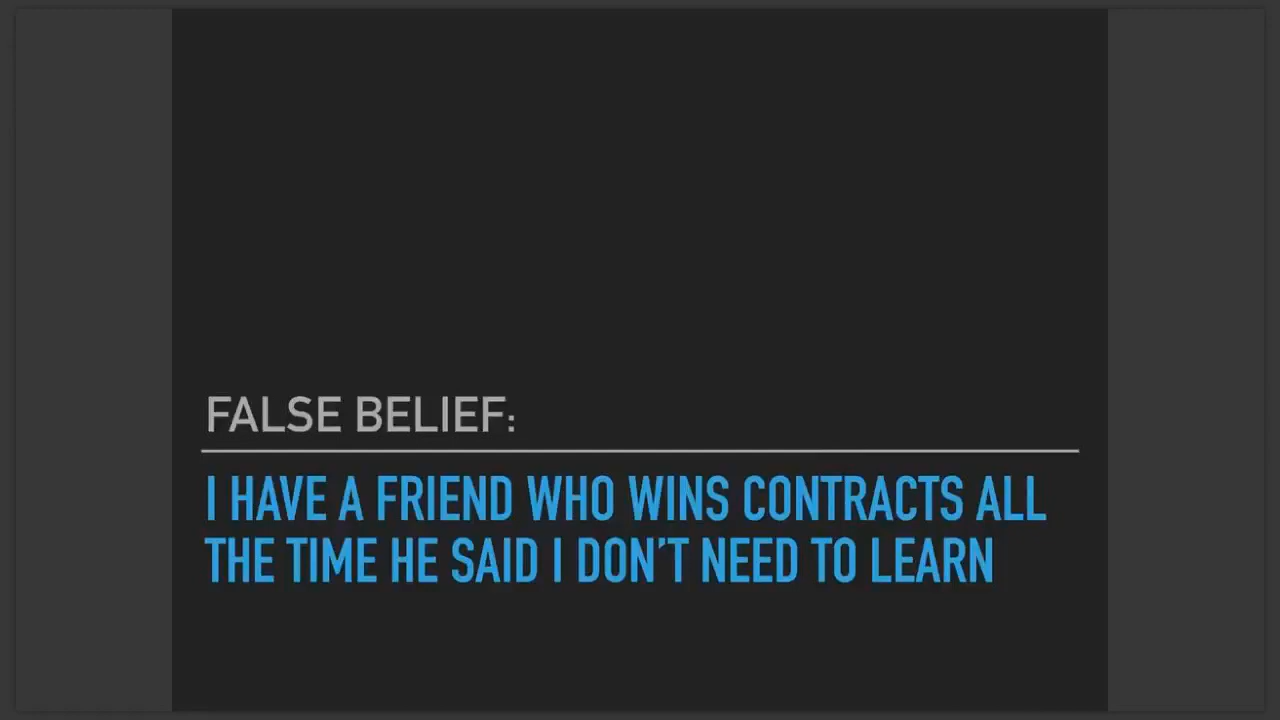 FALSE BELIEF:
I HAVE A FRIEND WHO WINS CONTRACTS ALL
THE TIME HE SAID I DON’T NEED TO LEARN